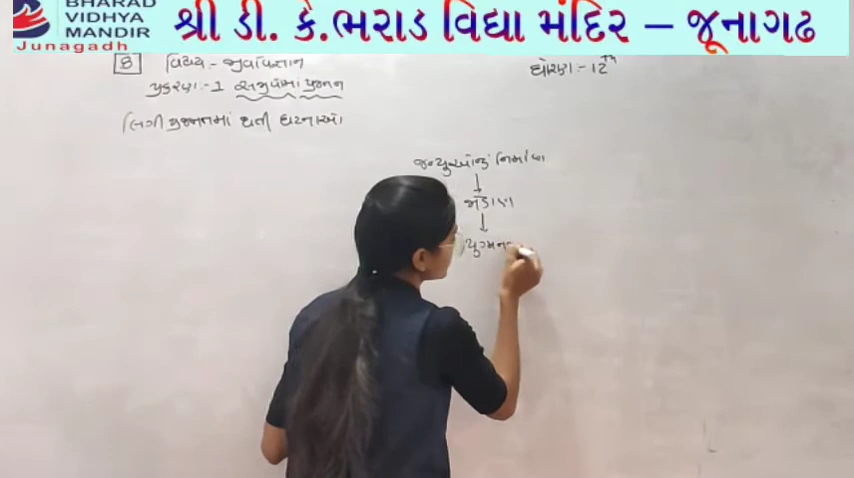 BHARAD
VIDHYA
MANDIR
Junagadh
શ્રી ડી. કે.ભરાડ વિદ્યા મંદિર – જૂનાગઢ
8 વિષય - જીવવિજ્ઞાન
ધોરણ:- 12th
પ્રકરણ:- 1 સજીવોમાં પ્રજનન
લિંગી પ્રજનનમાં થતી ઘટનાઓ
જન્યુઓનું નિર્માણ
↓
જોડાણ
↓
યુગ્મન